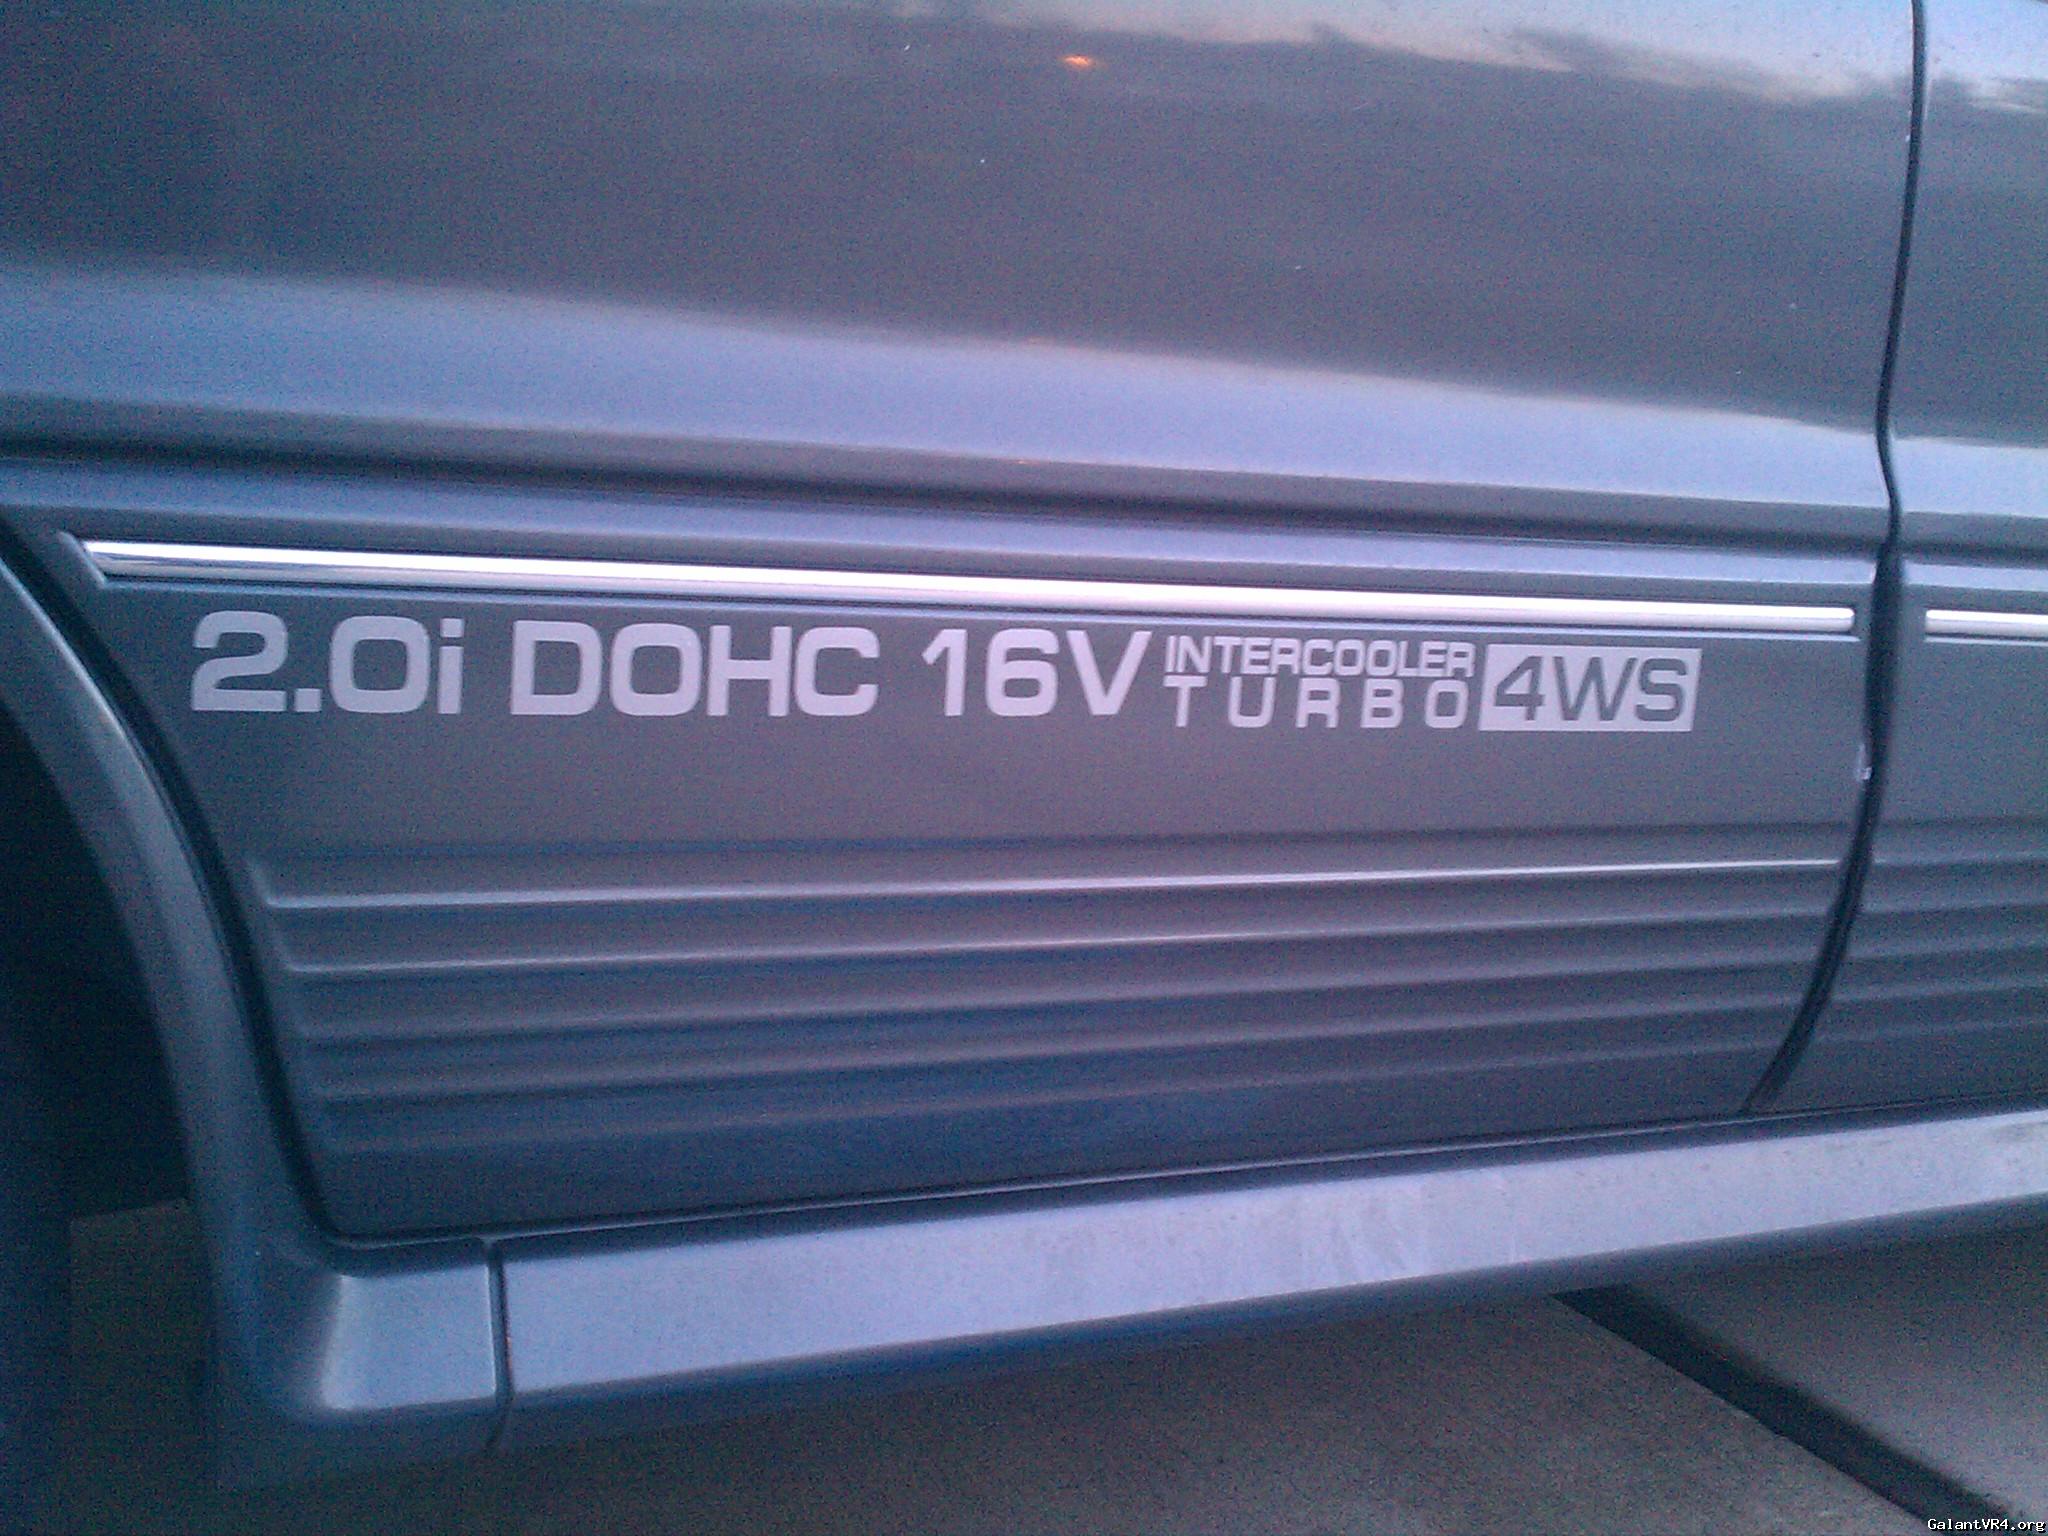 2.0i DOHC 16V INTERCOOLER TURBO 4WS
GalantVR4.org